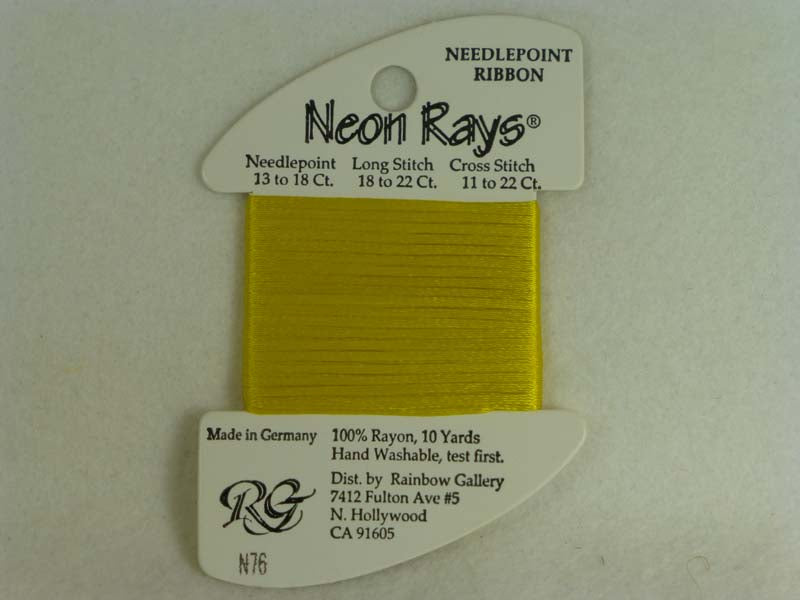 NEEDLEPOINT
RIBBON
Neon Rays®
Needlepoint Long Stitch Cross Stitch
13 to 18 Ct. 18 to 22 Ct. 11 to 22 Ct.
Made in Germany
100% Rayon, 10 Yards
Hand Washable, test first.
Dist. by Rainbow Gallery
7412 Fulton Ave #5
N. Hollywood
CA 91605
RG
N76